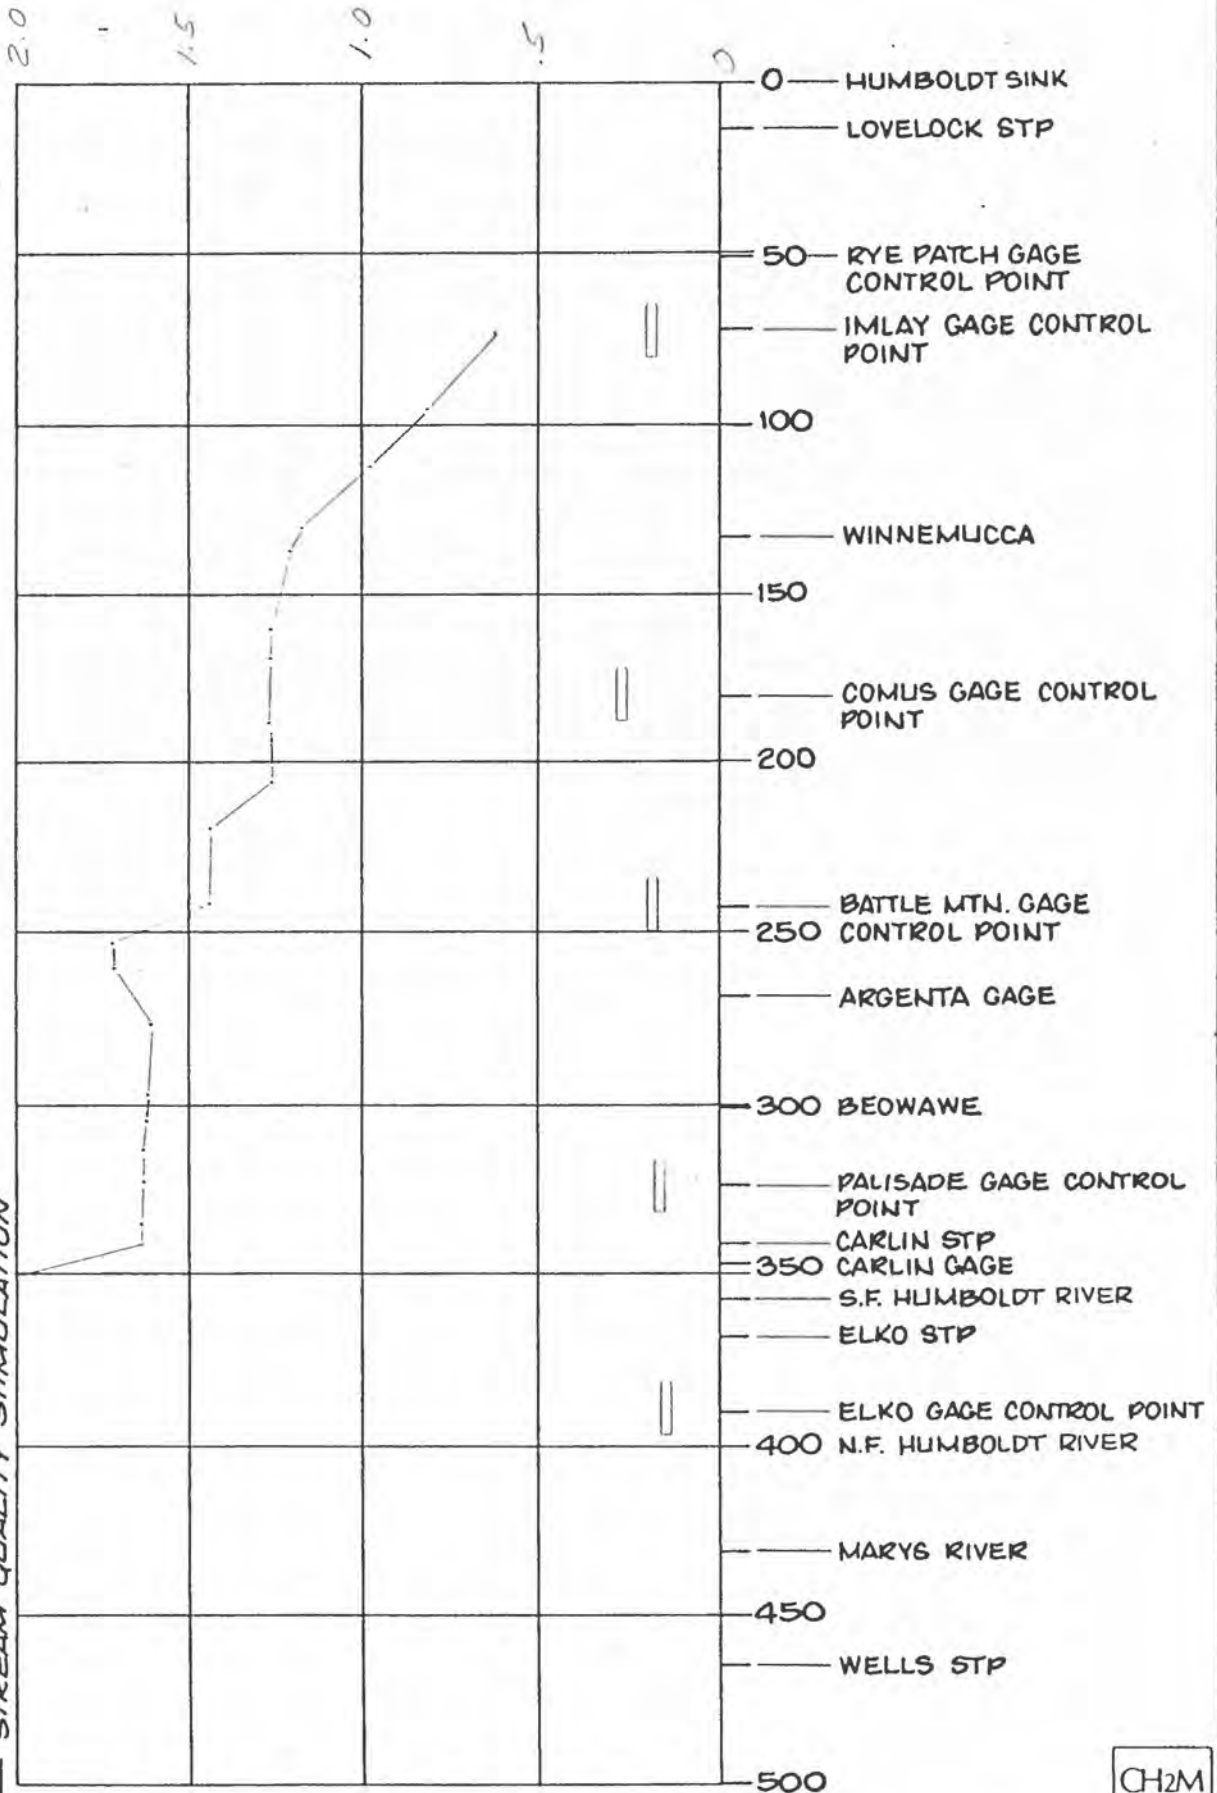 2.0
1.5
1.0
.5
0
0 HUMBOLDT SINK
LOVELOCK STP
50 RYE PATCH GAGE
CONTROL POINT
IMLAY GAGE CONTROL
POINT
100
WINNEMUCCA
150
COMUS GAGE CONTROL
POINT
200
BATTLE MTN. GAGE
250 CONTROL POINT
ARGENTA GAGE
300 BEOWAWE
PALISADE GAGE CONTROL
POINT
CARLIN STP
350 CARLIN GAGE
S.F. HUMBOLDT RIVER
ELKO STP
ELKO GAGE CONTROL POINT
400 N.F. HUMBOLDT RIVER
MARYS RIVER
450
WELLS STP
500
STREAM QUALITY SIMULATION
CH2M